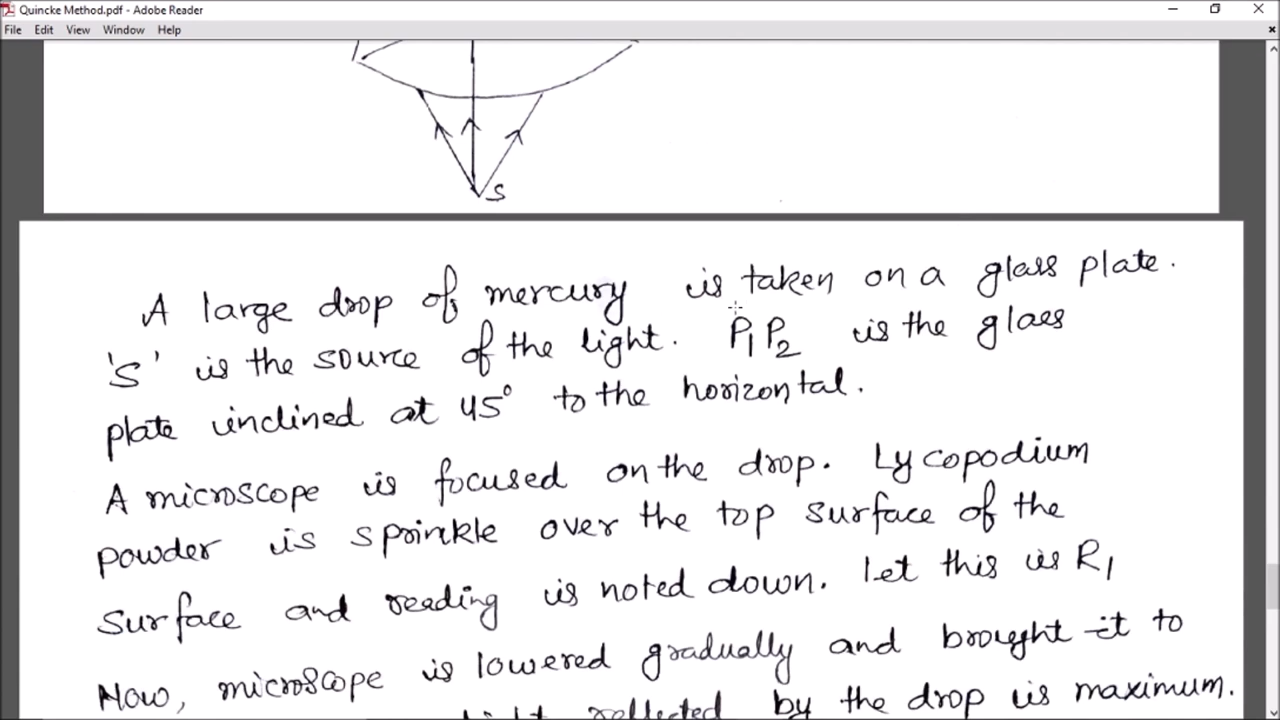 Quincke Method.pdf - Adobe Reader
File Edit View Window Help
S
A large drop of mercury is taken on a glass plate.
'S' is the source of the light. P1P2 is the glass
plate inclined at 45° to the horizontal.
A microscope is focused on the drop. Lycopodium
powder is sprinkle over the top surface of the
surface and reading is noted down. Let this is R1
Now, microscope is lowered gradually and brought it to
light reflected by the drop is maximum.